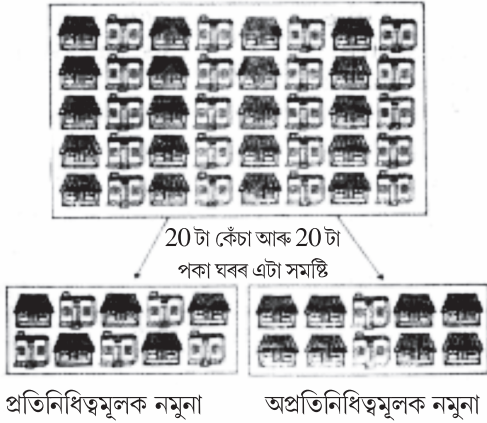 20 টা কেঁচা আৰু 20 টা
পকা ঘৰৰ এটা সমষ্টি
প্ৰতিনিধিত্বমূলক নমুনা
অপ্ৰতিনিধিত্বমূলক নমুনা